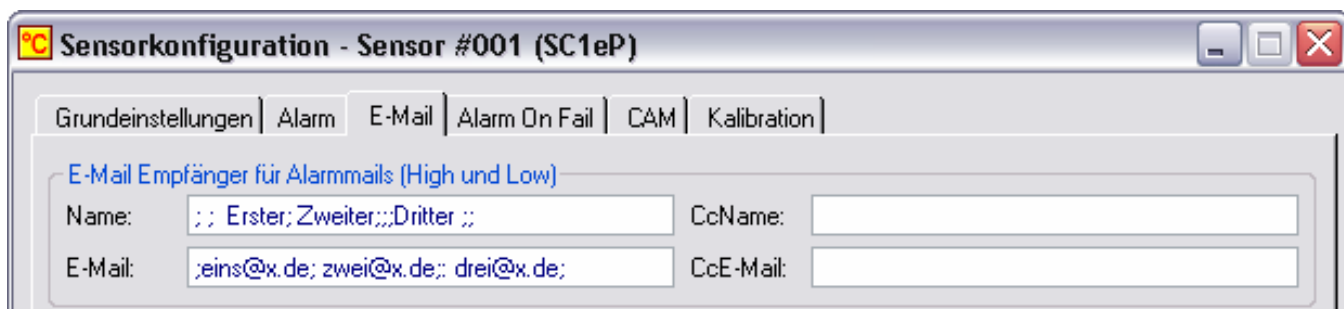 °C Sensorkonfiguration - Sensor #001 (SC1eP)
Grundeinstellungen Alarm E-Mail Alarm On Fail CAM Kalibration
E-Mail Empfänger für Alarmmails (High und Low)
Name: ; ; Erster; Zweiter;;;Dritter ;; CcName:
E-Mail: ;eins@x.de; zwei@x.de;: drei@x.de; CcE-Mail: